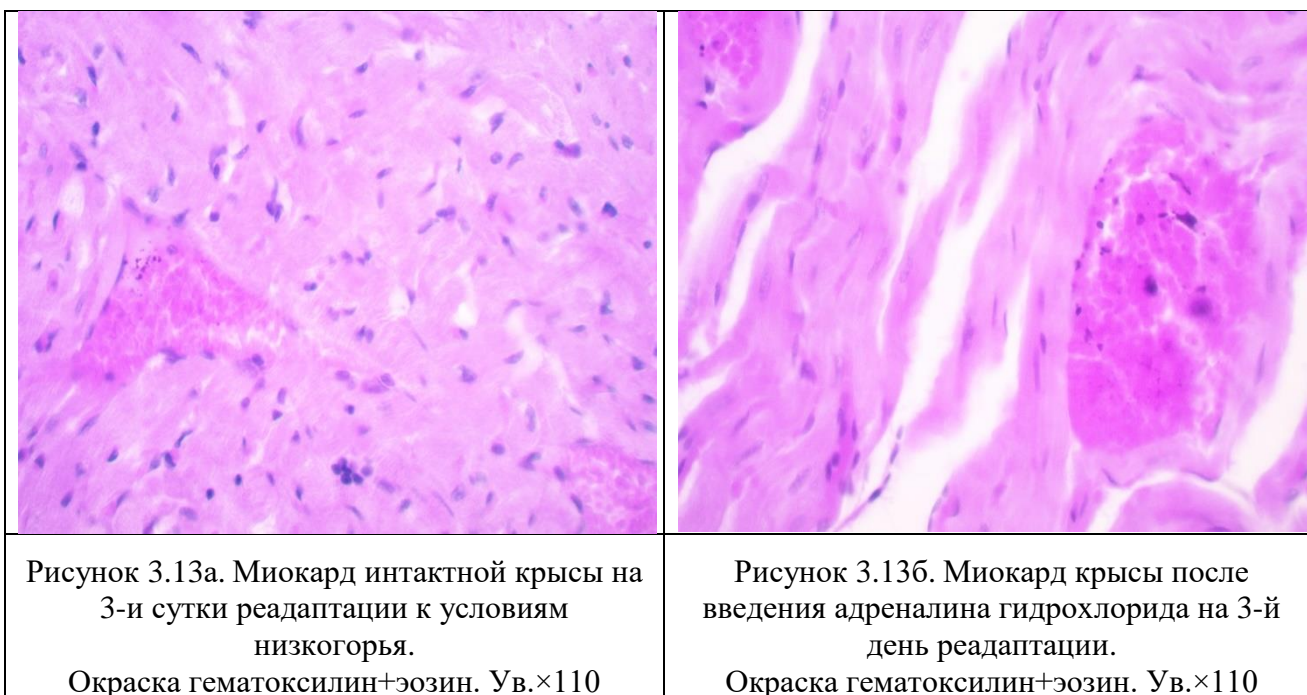 Рисунок 3.13а. Миокард интактной крысы на
3-и сутки реадаптации к условиям
низкогорья.
Окраска гематоксилин+эозин. Ув.×110
Рисунок 3.13б. Миокард крысы после
введения адреналина гидрохлорида на 3-й
день реадаптации.
Окраска гематоксилин+эозин. Ув.×110